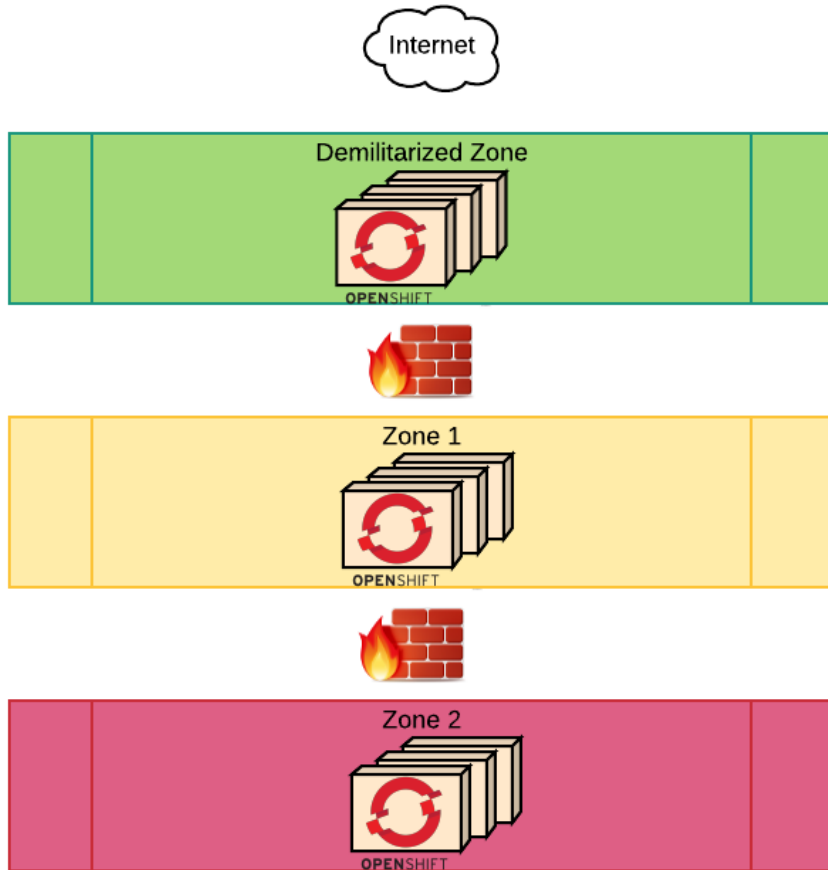 Internet
Demilitarized Zone
OPENSHIFT
Zone 1
OPENSHIFT
Zone 2
OPENSHIFT